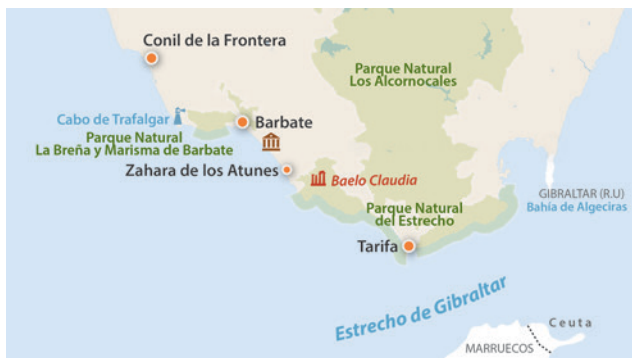 Conil de la Frontera
Parque Natural
Los Alcornocales
Cabo de Trafalgar
Barbate
Parque Natural
La Breña y Marisma de Barbate
Zahara de los Atunes
Baelo Claudia
GIBRALTAR (R.U)
Bahía de Algeciras
Parque Natural
del Estrecho
Tarifa
Estrecho de Gibraltar
Ceuta
MARRUECOS